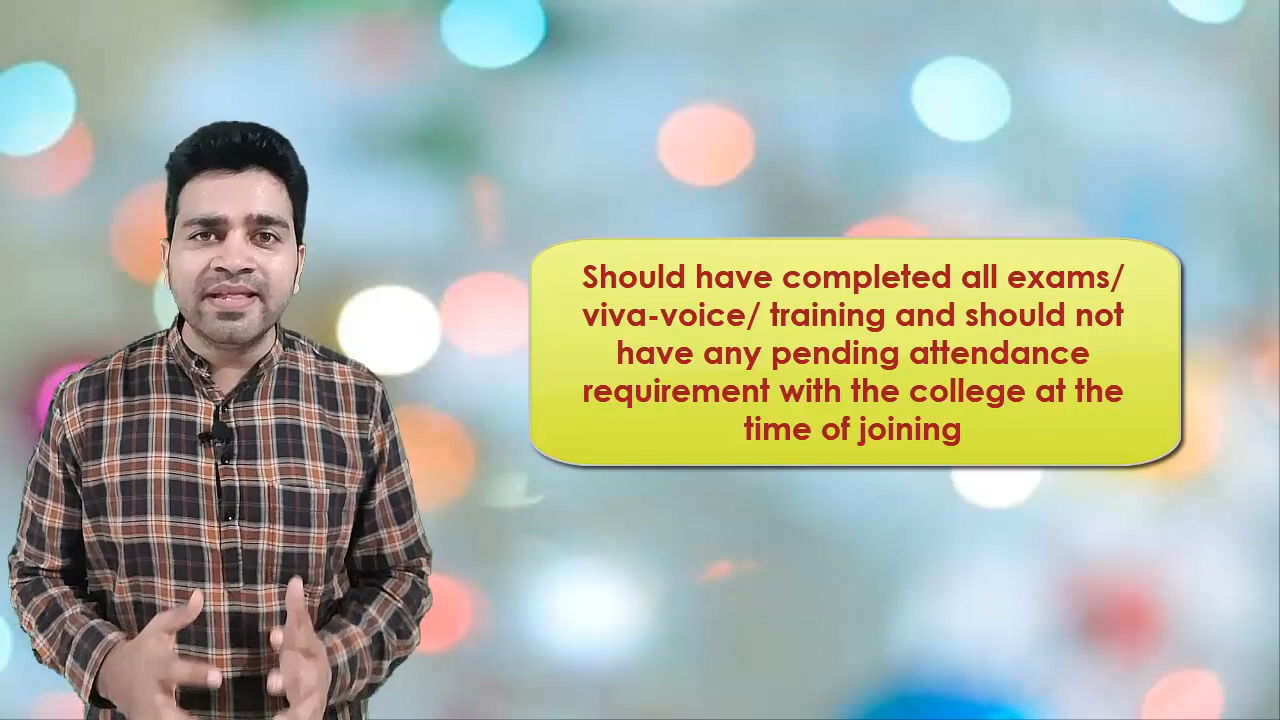 Should have completed all exams/
viva-voice/ training and should not
have any pending attendance
requirement with the college at the
time of joining